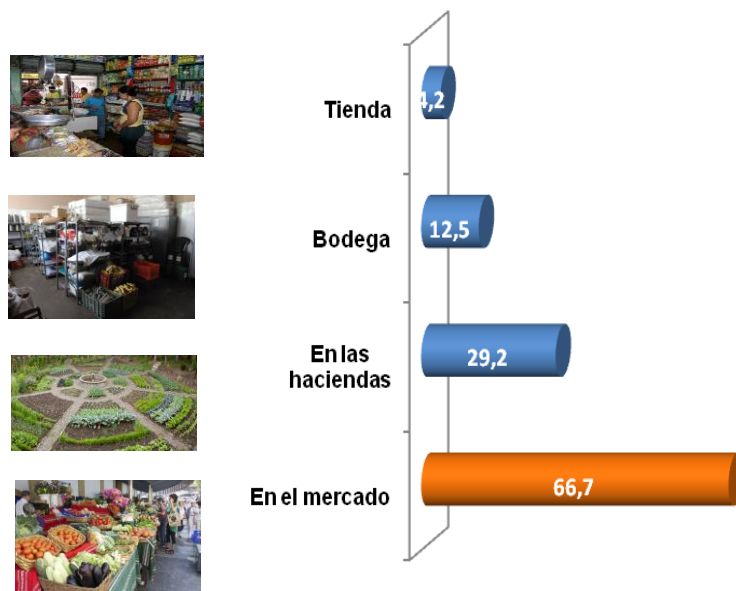 Tienda
4,2
Bodega
12,5
En las
haciendas
29,2
En el mercado
66,7